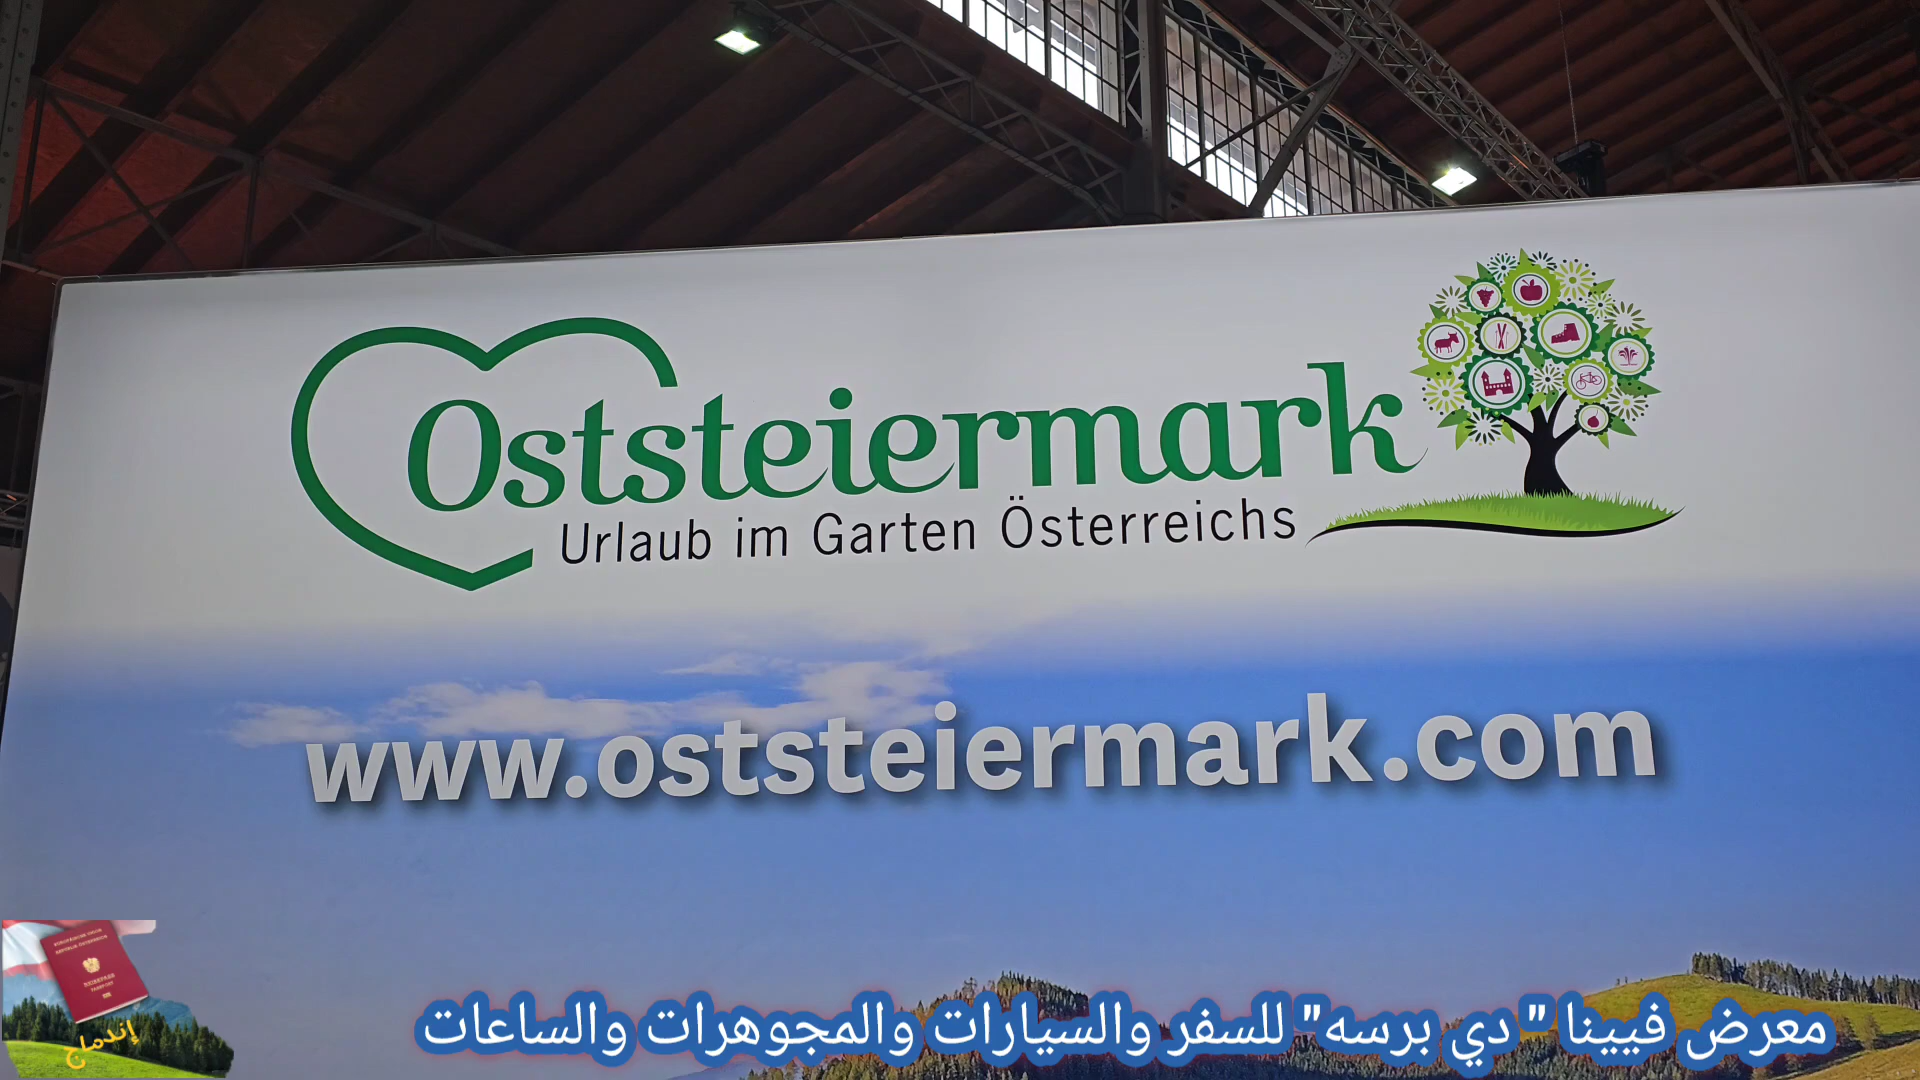 Oststeiermark
Urlaub im Garten Österreichs
www.oststeiermark.com
معرض فيينا " دي برسه" للسفر والسيارات والمجوهرات والساعات
إندماج